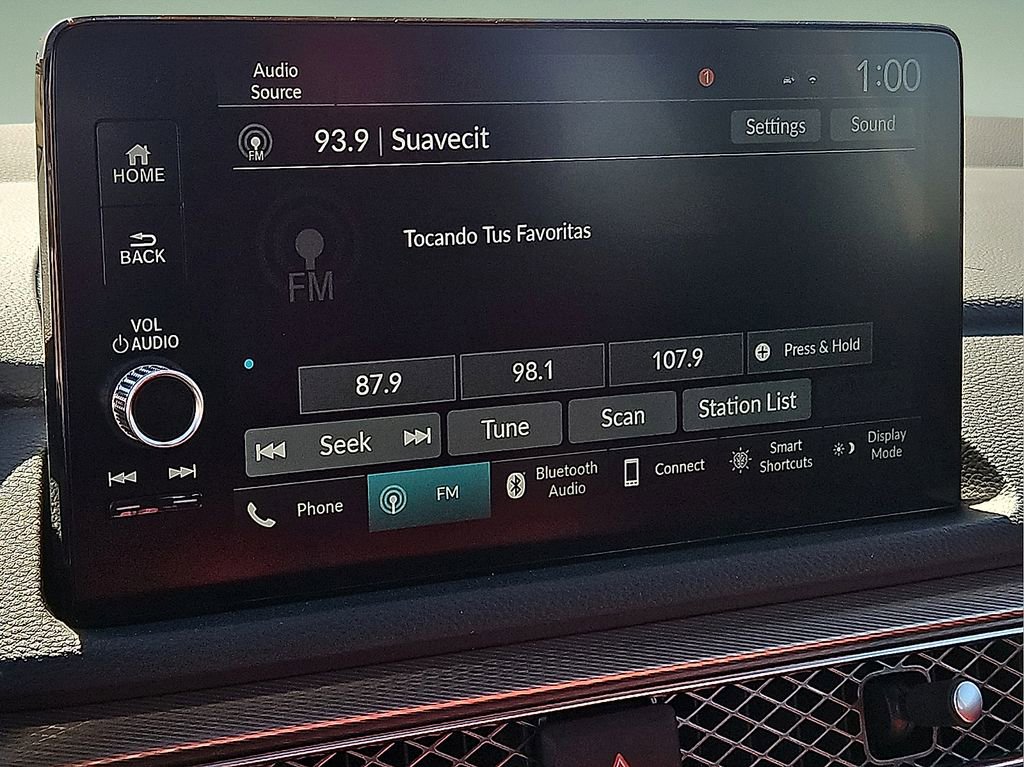 Audio
Source
1
1:00
FM
93.9 | Suavecit
Settings
Sound
HOME
BACK
Tocando Tus Favoritas
FM
VOL
AUDIO
87.9
98.1
107.9
Press & Hold
Seek
Tune
Scan
Station List
Phone
FM
Bluetooth
Audio
Connect
Smart
Shortcuts
Display
Mode